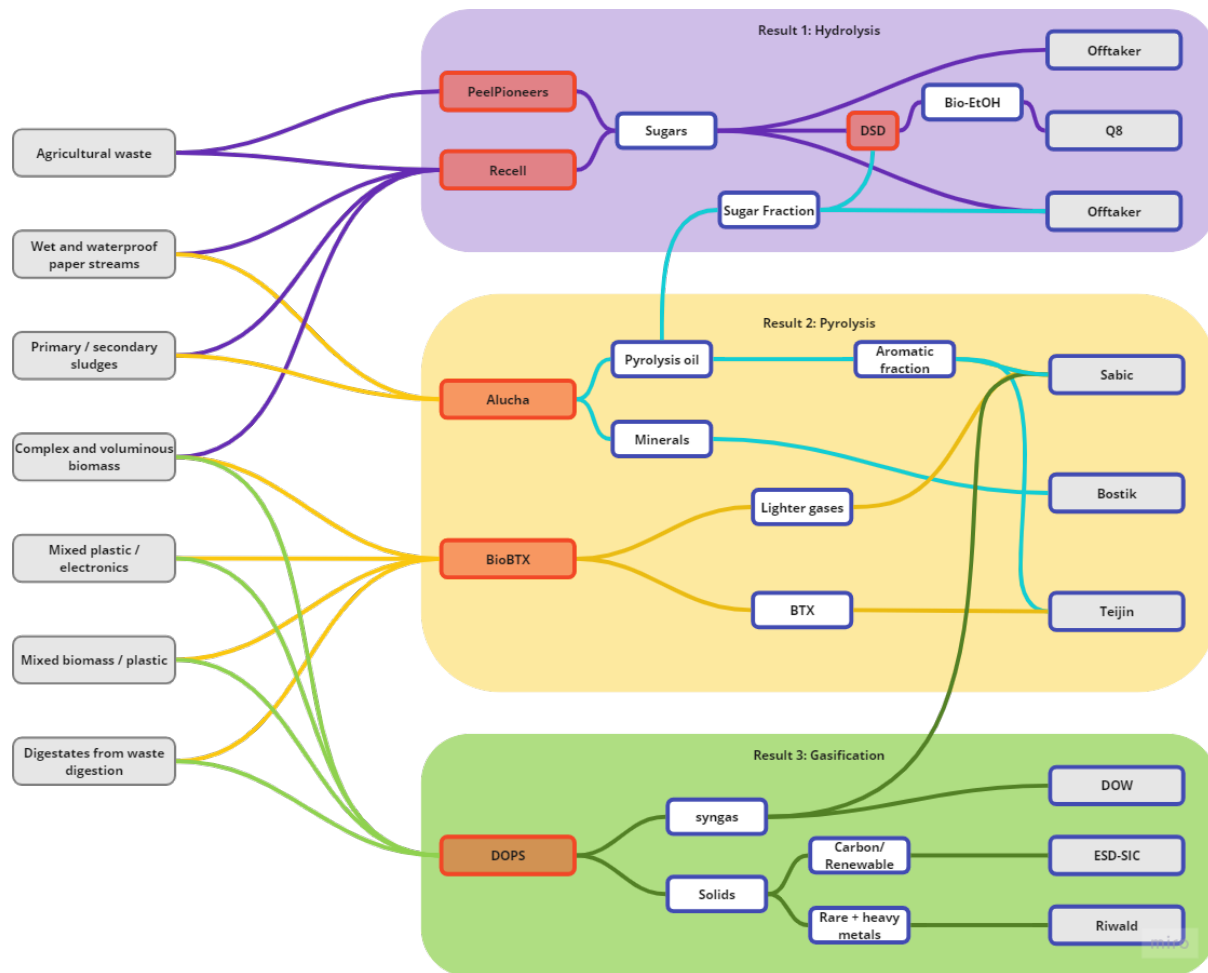 Result 1: Hydrolysis
Offtaker
PeelPioneers
Bio-EtOH
Sugars
DSD
Q8
Agricultural waste
Recell
Sugar Fraction
Offtaker
Wet and waterproof
paper streams
Result 2: Pyrolysis
Primary / secondary
sludges
Pyrolysis oil
Aromatic
fraction
Sabic
Alucha
Minerals
Complex and voluminous
biomass
Bostik
Lighter gases
Mixed plastic /
electronics
BioBTX
BTX
Teijin
Mixed biomass / plastic
Digestates from waste
digestion
Result 3: Gasification
DOW
syngas
DOPS
Carbon/
Renewable
ESD-SIC
Solids
Rare + heavy
metals
Riwald
miro